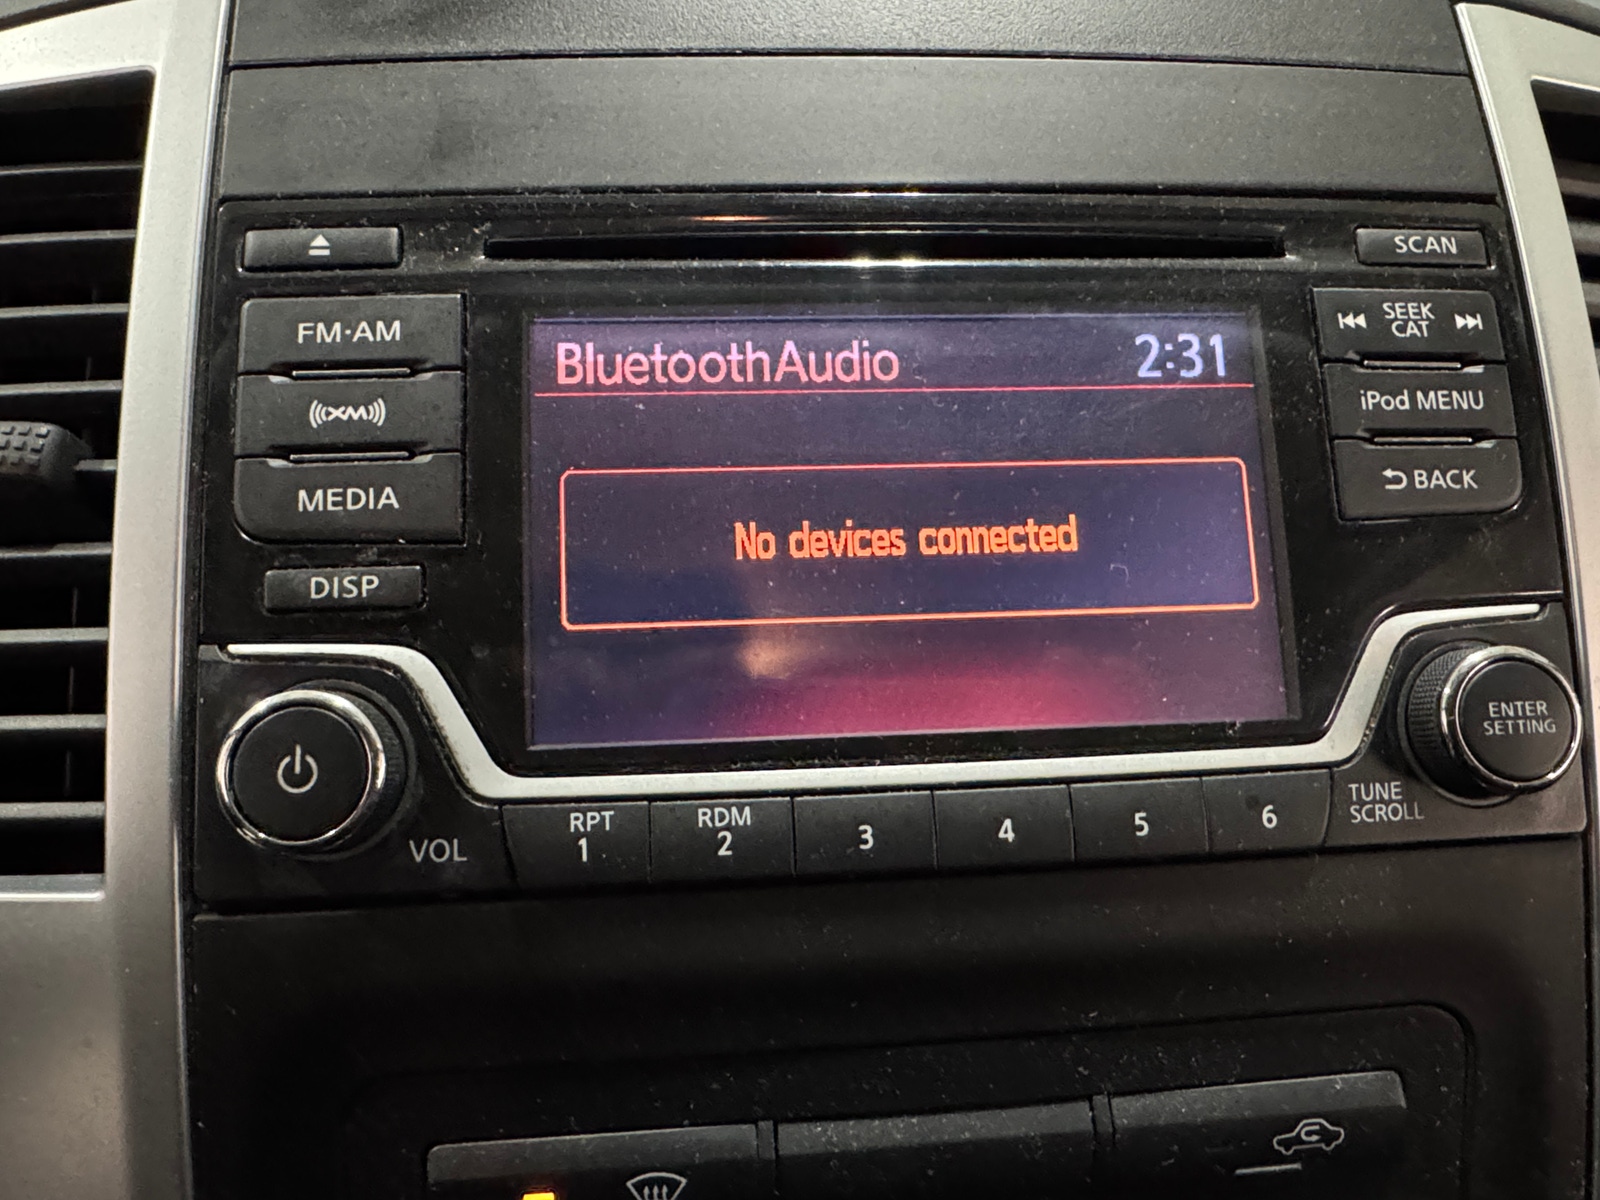 SCAN
FM·AM
SEEK
CAT
BluetoothAudio 2:31
XM
iPod MENU
MEDIA
BACK
No devices connected
DISP
ENTER
SETTING
VOL
RPT
1
RDM
2
3
4
5
6
TUNE
SCROLL